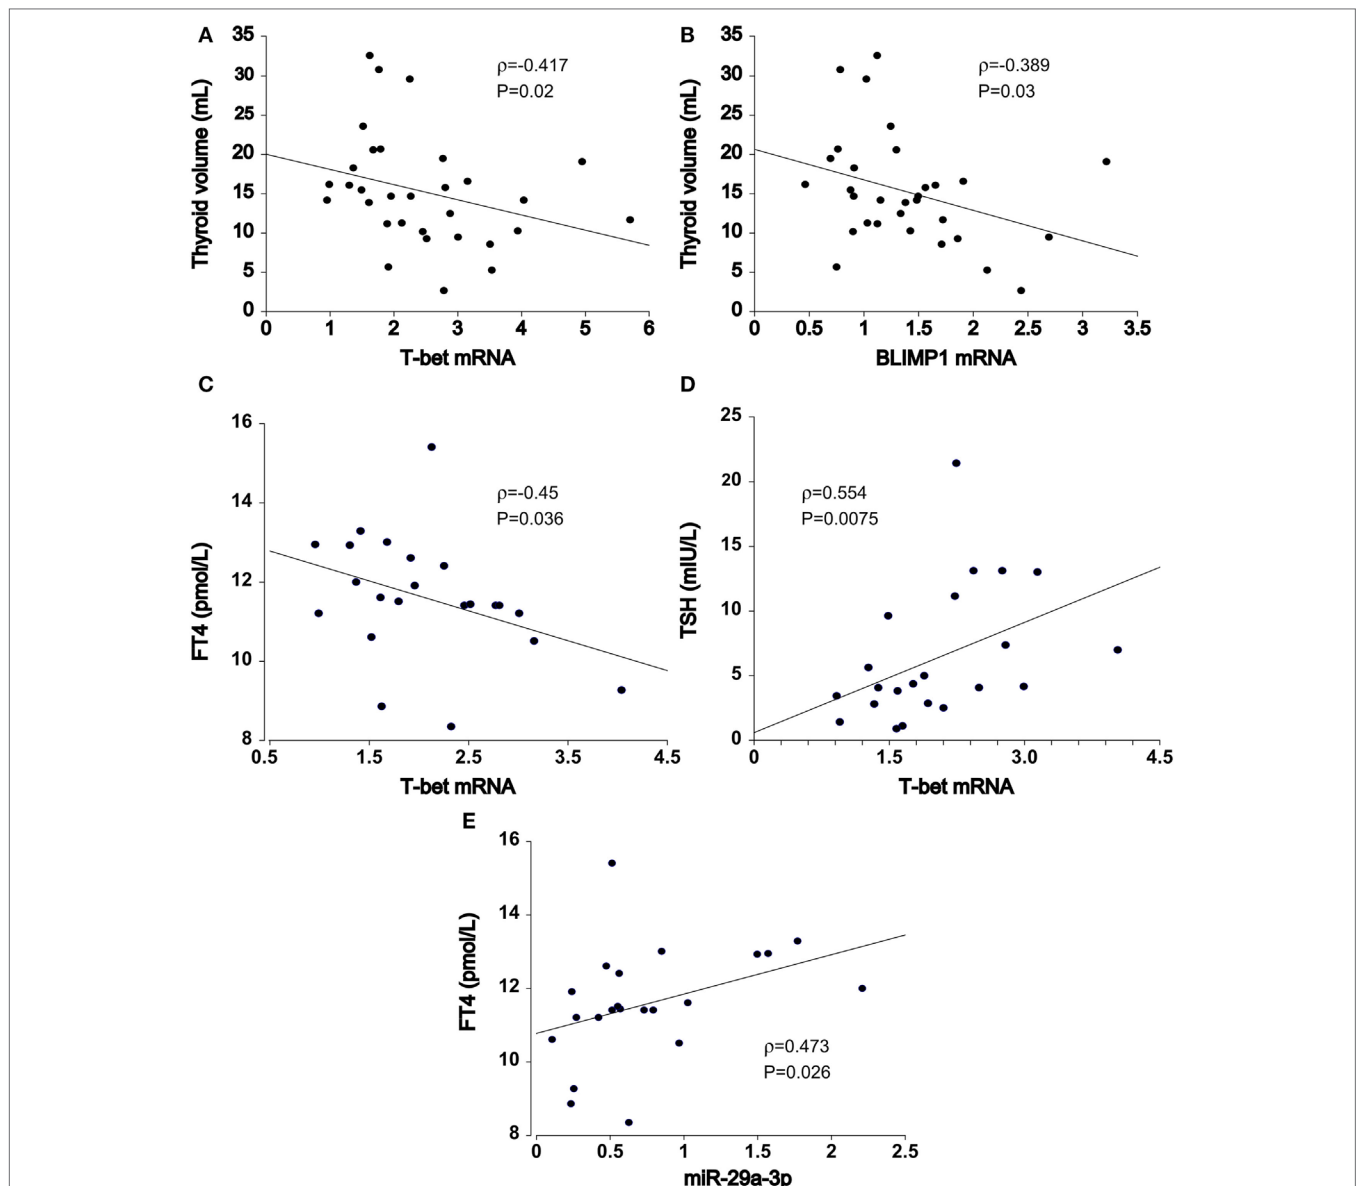 A
35
30
25
20
15
10
5
0
Thyroid volume (mL)
ρ=-0.417
P=0.02
0 1 2 3 4 5 6
T-bet mRNA
B
35
30
25
20
15
10
5
0
Thyroid volume (mL)
ρ=-0.389
P=0.03
0 0.5 1 1.5 2 2.5 3 3.5
BLIMP1 mRNA
C
16
14
12
10
8
FT4 (pmol/L)
ρ=-0.45
P=0.036
0.5 1.5 2.5 3.5 4.5
T-bet mRNA
D
25
20
15
10
5
0
TSH (mIU/L)
ρ=0.554
P=0.0075
0 1.5 3.0 4.5
T-bet mRNA
E
16
14
12
10
8
FT4 (pmol/L)
ρ=0.473
P=0.026
0 0.5 1 1.5 2 2.5
miR-29a-3p